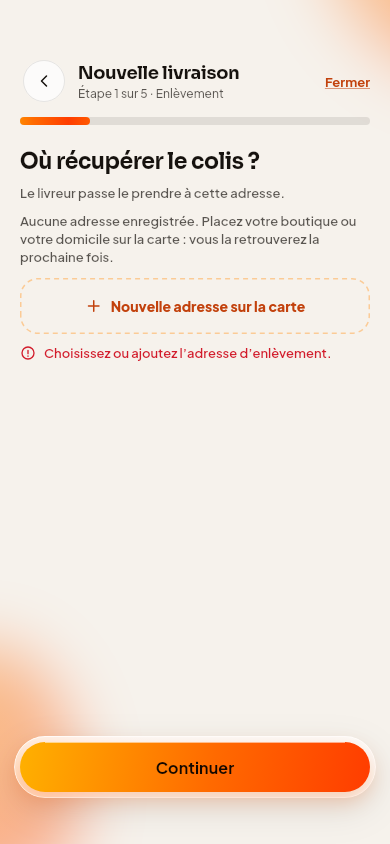 Nouvelle livraison
Étape 1 sur 5 · Enlèvement
Fermer
Où récupérer le colis ?
Le livreur passe le prendre à cette adresse.
Aucune adresse enregistrée. Placez votre boutique ou
votre domicile sur la carte : vous la retrouverez la
prochaine fois.
Nouvelle adresse sur la carte
Choisissez ou ajoutez l'adresse d'enlèvement.
Continuer